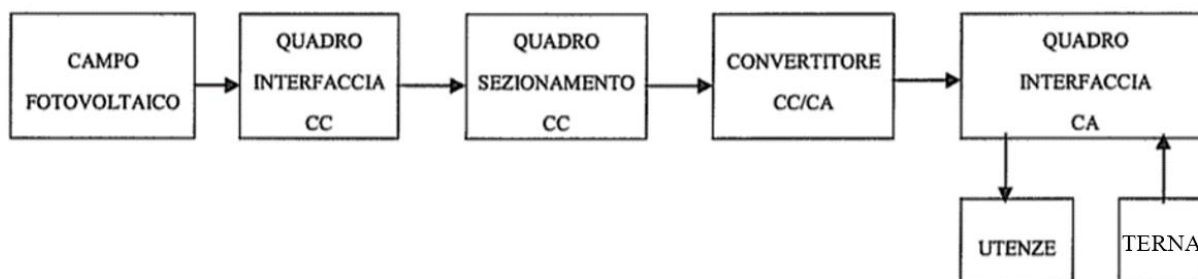 CAMPO
FOTOVOLTAICO
QUADRO
INTERFACCIA
CC
QUADRO
SEZIONAMENTO
CC
CONVERTITORE
CC/CA
QUADRO
INTERFACCIA
CA
UTENZE
TERNA